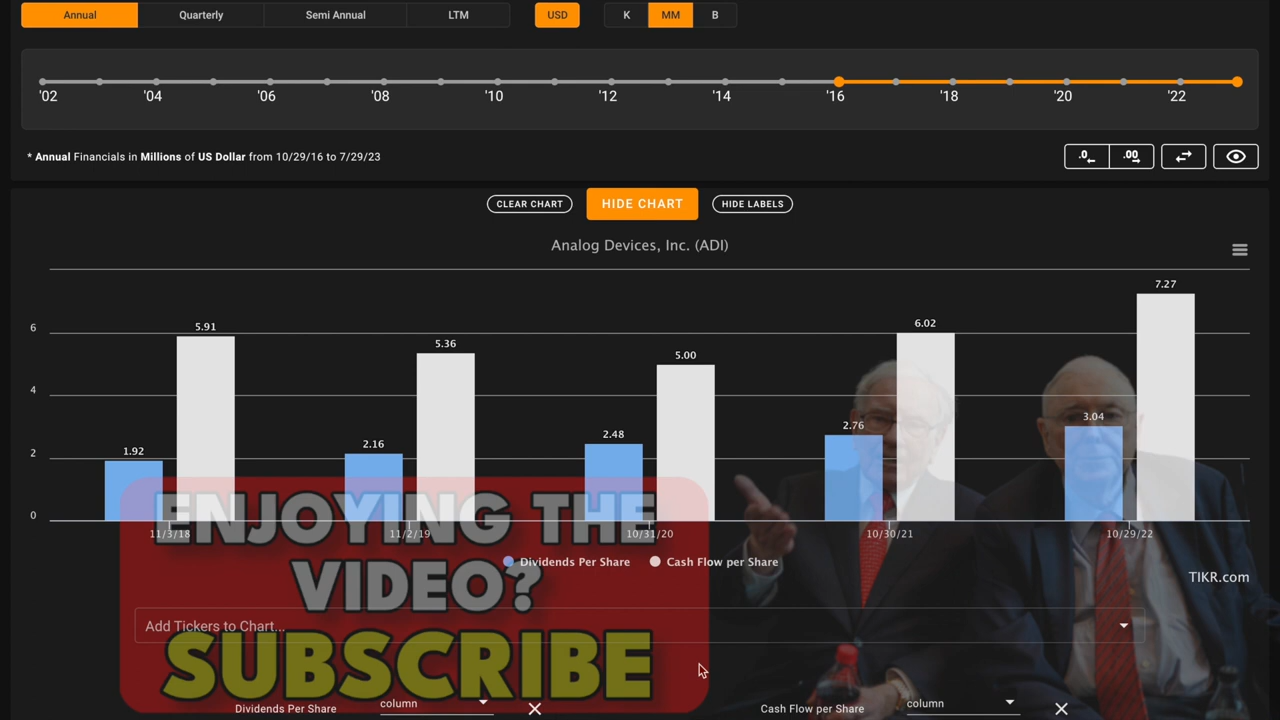 Annual Quarterly Semi Annual LTM USD K MM B
'02 '04 '06 '08 '10 '12 '14 '16 '18 '20 '22
* Annual Financials in Millions of US Dollar from 10/29/16 to 7/29/23
.0 .00
CLEAR CHART HIDE CHART HIDE LABELS
Analog Devices, Inc. (ADI)
7.27
6 5.91 6.02
5.36
5.00
4
3.04
2.76
2.48
2 1.92 2.16
0
11/3/18 11/2/19 10/31/20 10/30/21 10/29/22
ENJOYING THE
VIDEO?
SUBSCRIBE
Dividends Per Share Cash Flow per Share
TIKR.com
Add Tickers to Chart...
Dividends Per Share column Cash Flow per Share column